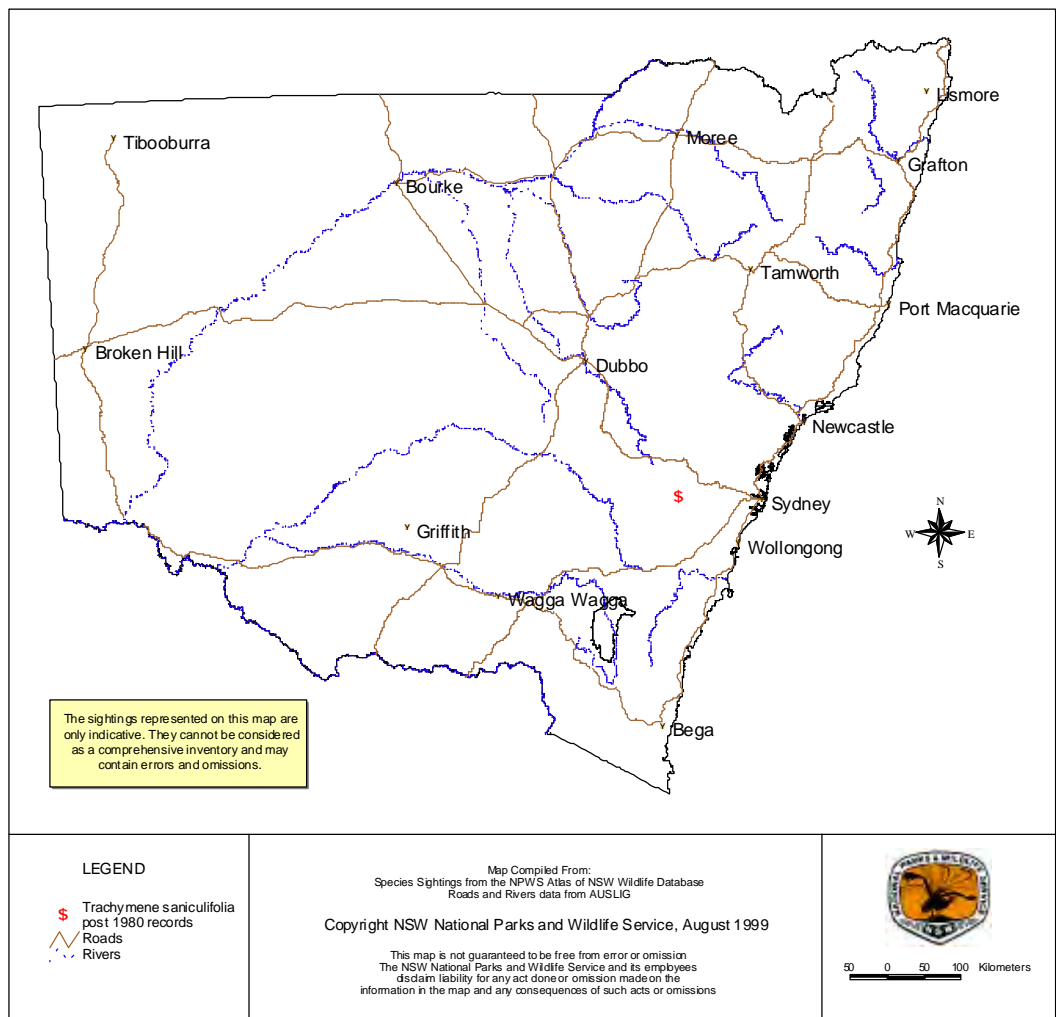 Lismore
Tibooburra
Moree
Grafton
Bourke
Tamworth
Port Macquarie
Broken Hill
Dubbo
Newcastle
$
Sydney
Griffith
Wollongong
N
W E
S
Wagga Wagga
Bega
The sightings represented on this map are
only indicative. They cannot be considered
as a comprehensive inventory and may
contain errors and omissions.
LEGEND
$ Trachymene saniculifolia
post 1980 records
Roads
Rivers
Map Compiled From:
Species Sightings from the NPWS Atlas of NSW Wildlife Database
Roads and Rivers data from AUSLIG
Copyright NSW National Parks and Wildlife Service, August 1999
This map is not guaranteed to be free from error or omission
The NSW National Parks and Wildlife Service and its employees
disclaim liability for any act done or omission made on the
information in the map and any consequences of such acts or omissions
NATIONAL PARKS & WILDLIFE SERVICE
50 0 50 100 Kilometers